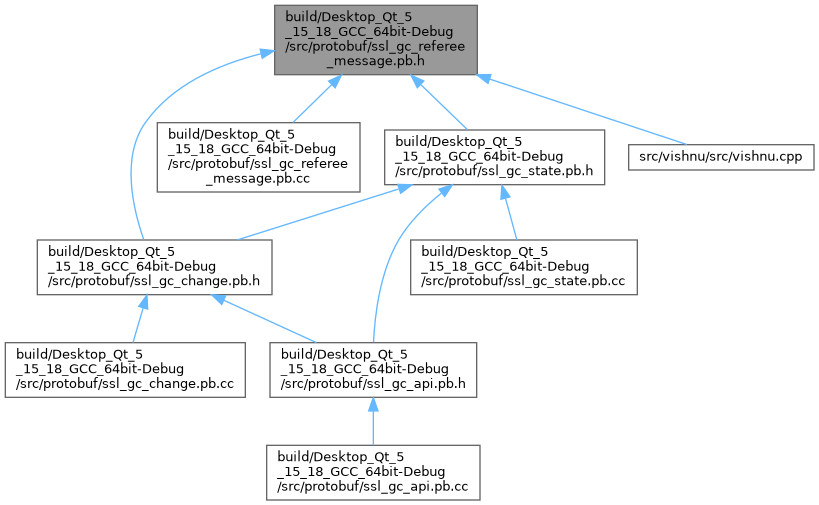 build/Desktop_Qt_5
_15_18_GCC_64bit-Debug
/src/protobuf/ssl_gc_referee
_message.pb.h
build/Desktop_Qt_5
_15_18_GCC_64bit-Debug
/src/protobuf/ssl_gc_referee
_message.pb.cc
build/Desktop_Qt_5
_15_18_GCC_64bit-Debug
/src/protobuf/ssl_gc_state.pb.h
src/vishnu/src/vishnu.cpp
build/Desktop_Qt_5
_15_18_GCC_64bit-Debug
/src/protobuf/ssl_gc_change.pb.h
build/Desktop_Qt_5
_15_18_GCC_64bit-Debug
/src/protobuf/ssl_gc_state.pb.cc
build/Desktop_Qt_5
_15_18_GCC_64bit-Debug
/src/protobuf/ssl_gc_change.pb.cc
build/Desktop_Qt_5
_15_18_GCC_64bit-Debug
/src/protobuf/ssl_gc_api.pb.h
build/Desktop_Qt_5
_15_18_GCC_64bit-Debug
/src/protobuf/ssl_gc_api.pb.cc